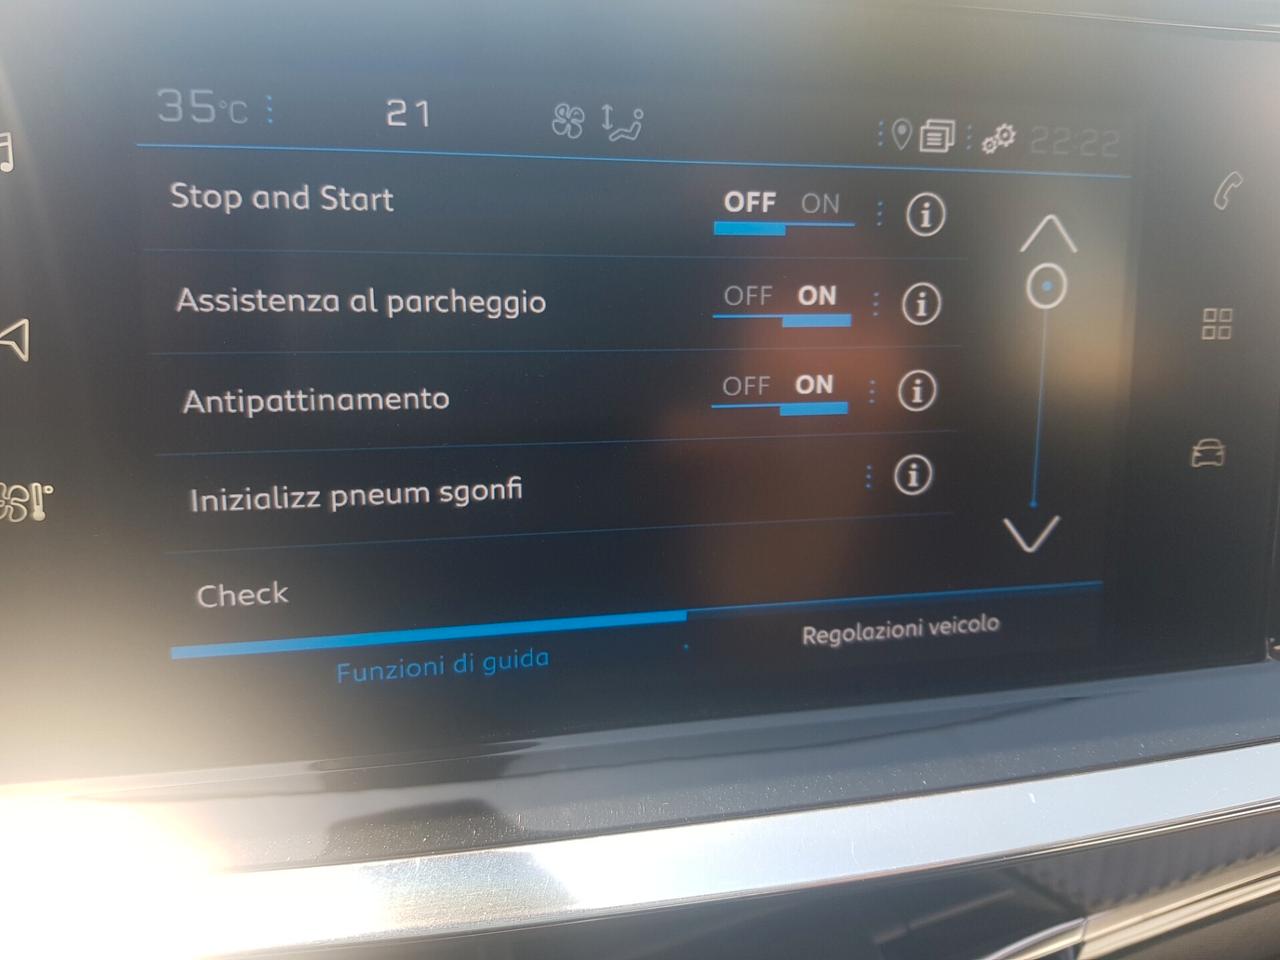 35°C 21 22:22
Stop and Start OFF ON
Assistenza al parcheggio OFF ON
Antipattinamento OFF ON
Inizializz pneum sgonfi
Check
Funzioni di guida Regolazioni veicolo